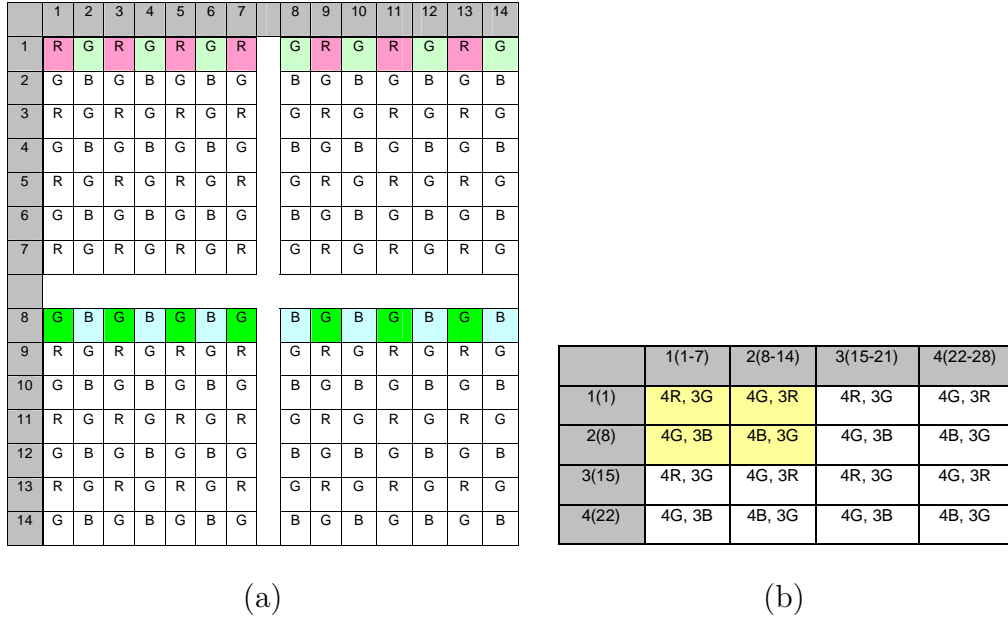 1 2 3 4 5 6 7 8 9 10 11 12 13 14
1 R G R G R G R G R G R G R G
2 G B G B G B G B G B G B G B
3 R G R G R G R G R G R G R G
4 G B G B G B G B G B G B G B
5 R G R G R G R G R G R G R G
6 G B G B G B G B G B G B G B
7 R G R G R G R G R G R G R G
8 G B G B G B G B G B G B G B
9 R G R G R G R G R G R G R G
10 G B G B G B G B G B G B G B
11 R G R G R G R G R G R G R G
12 G B G B G B G B G B G B G B
13 R G R G R G R G R G R G R G
14 G B G B G B G B G B G B G B
(a)
1(1-7) 2(8-14) 3(15-21) 4(22-28)
1(1) 4R, 3G 4G, 3R 4R, 3G 4G, 3R
2(8) 4G, 3B 4B, 3G 4G, 3B 4B, 3G
3(15) 4R, 3G 4G, 3R 4R, 3G 4G, 3R
4(22) 4G, 3B 4B, 3G 4G, 3B 4B, 3G
(b)